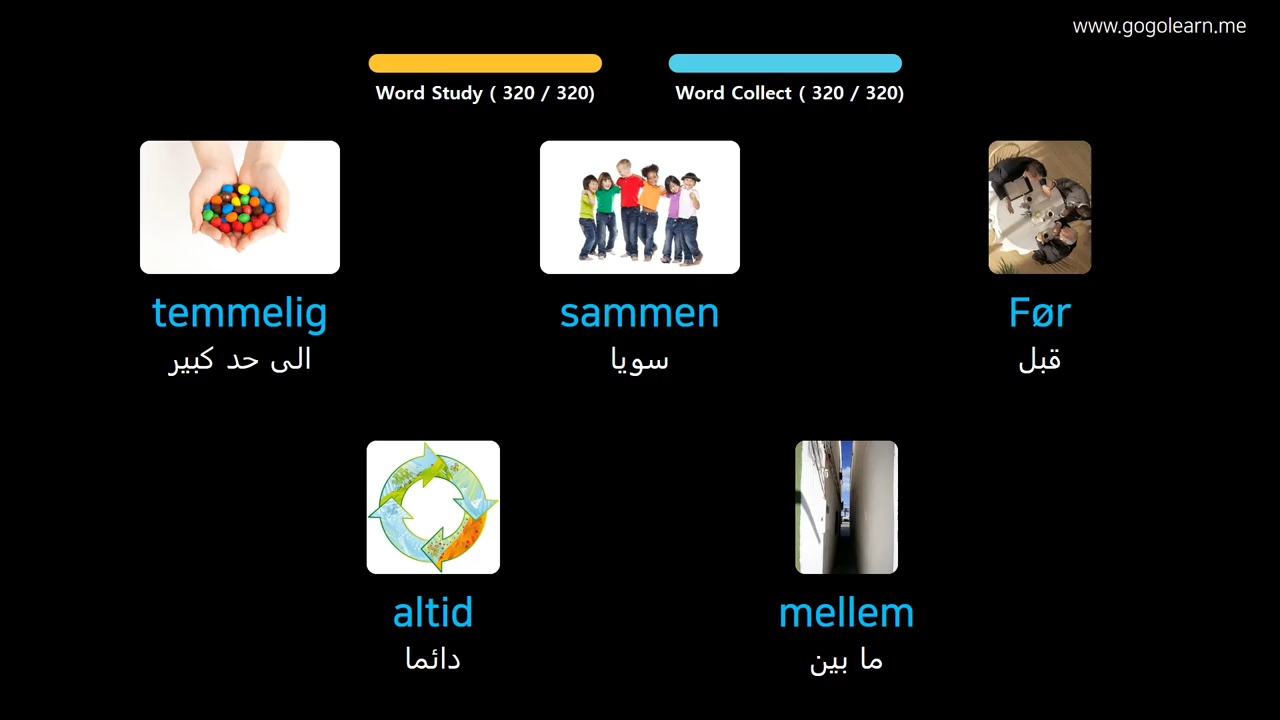 www.gogolearn.me
Word Study ( 320 / 320)
Word Collect ( 320 / 320)
temmelig
الى حد كبير
sammen
سويا
Før
قبل
altid
دائما
mellem
ما بين